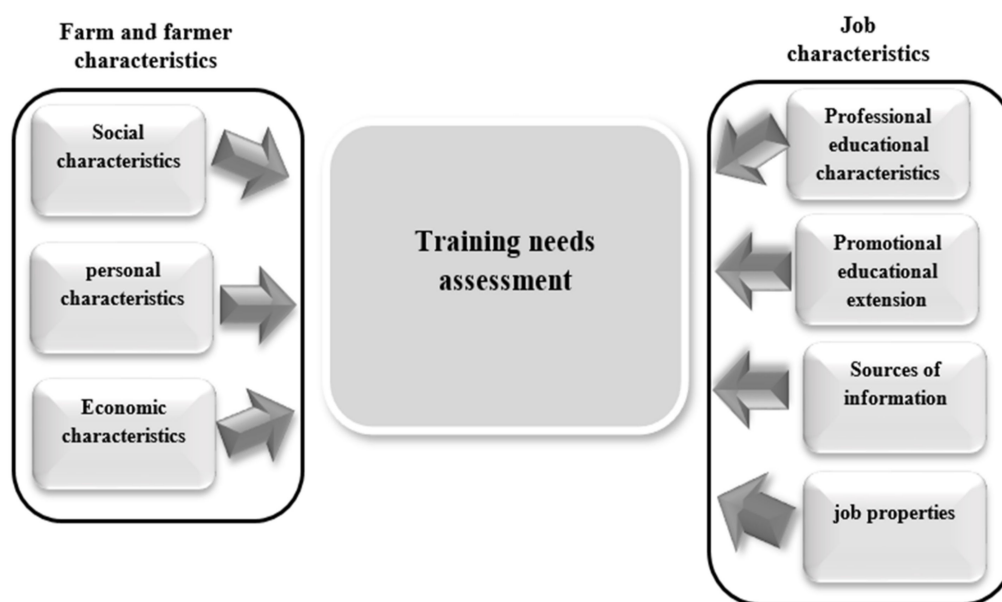 Farm and farmer
characteristics
Social
characteristics
personal
characteristics
Economic
characteristics
Training needs
assessment
Job
characteristics
Professional
educational
characteristics
Promotional
educational
extension
Sources of
information
job properties